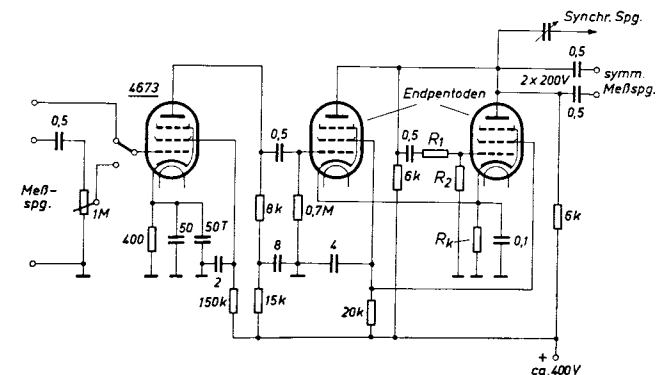 Synchr. Spg.
4673
0,5
2 x 200V
symm.
Meßspg.
0,5
Endpentoden
0,5
0,5
0,5
R1
R2
6k
Meß-
spg.
1M
8k
0,7M
6k
400
50
50T
8
4
Rk
0,1
2
150k
15k
20k
+
ca. 400V